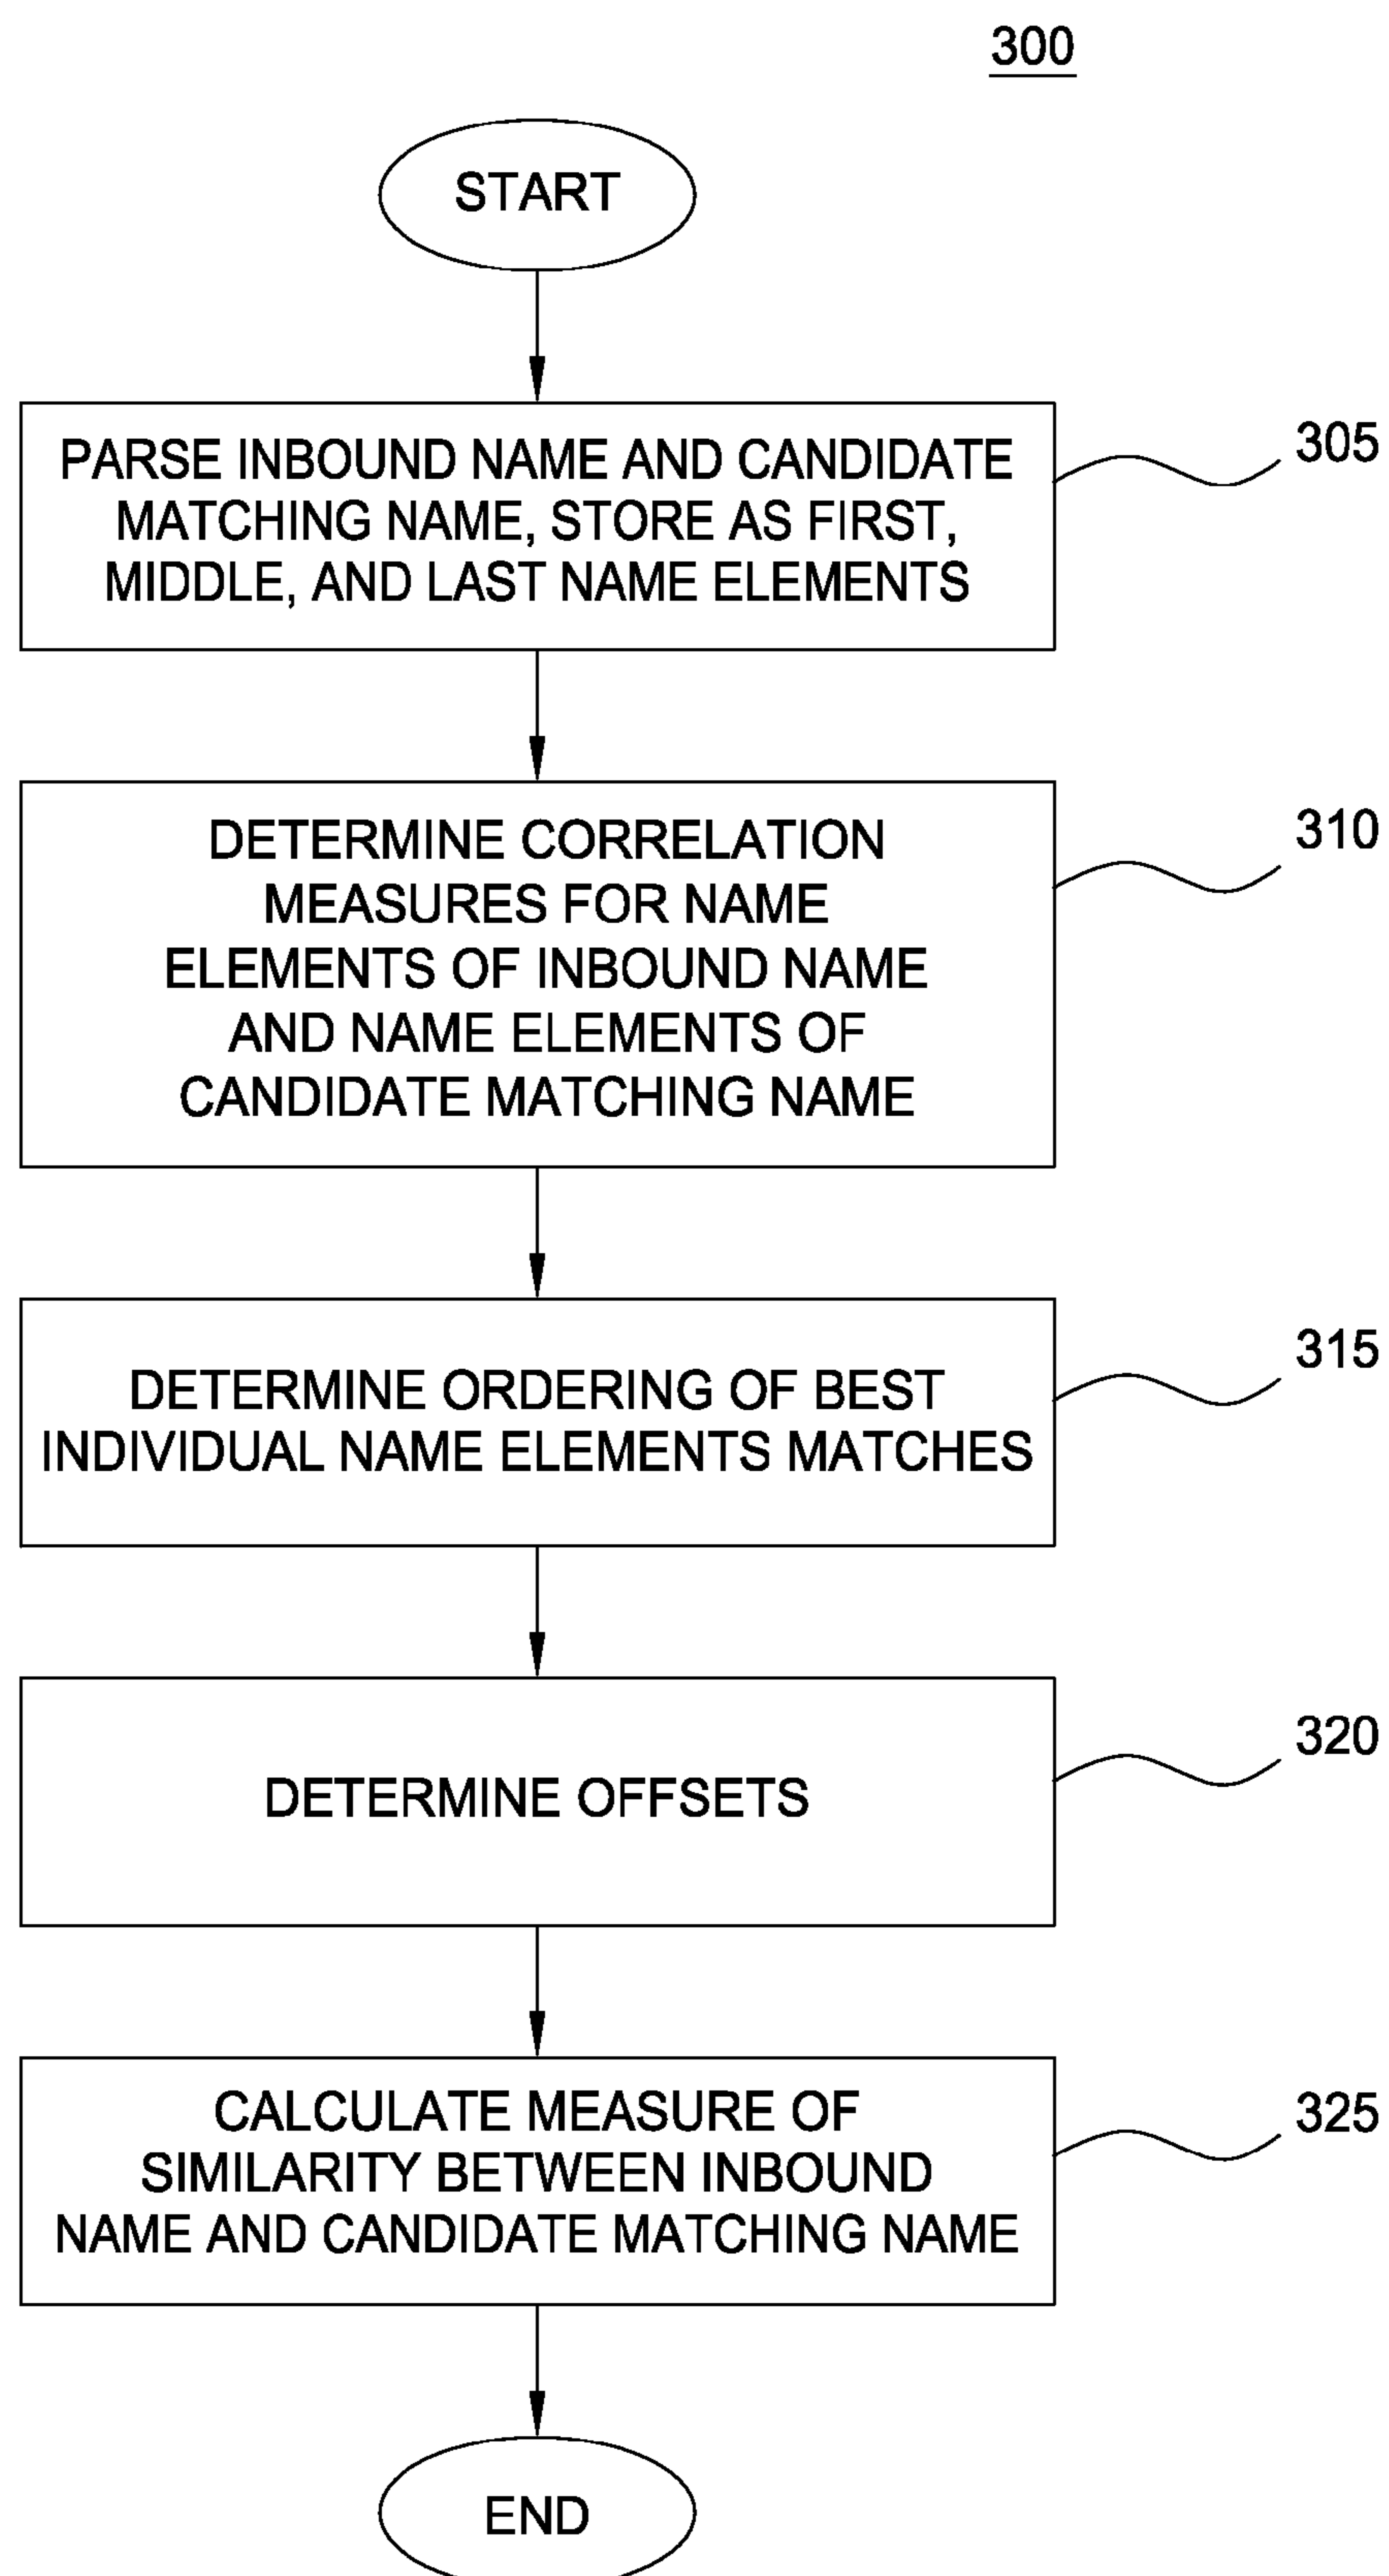 300
START
PARSE INBOUND NAME AND CANDIDATE
MATCHING NAME, STORE AS FIRST,
MIDDLE, AND LAST NAME ELEMENTS
305
DETERMINE CORRELATION
MEASURES FOR NAME
ELEMENTS OF INBOUND NAME
AND NAME ELEMENTS OF
CANDIDATE MATCHING NAME
310
DETERMINE ORDERING OF BEST
INDIVIDUAL NAME ELEMENTS MATCHES
315
DETERMINE OFFSETS
320
CALCULATE MEASURE OF
SIMILARITY BETWEEN INBOUND
NAME AND CANDIDATE MATCHING NAME
325
END